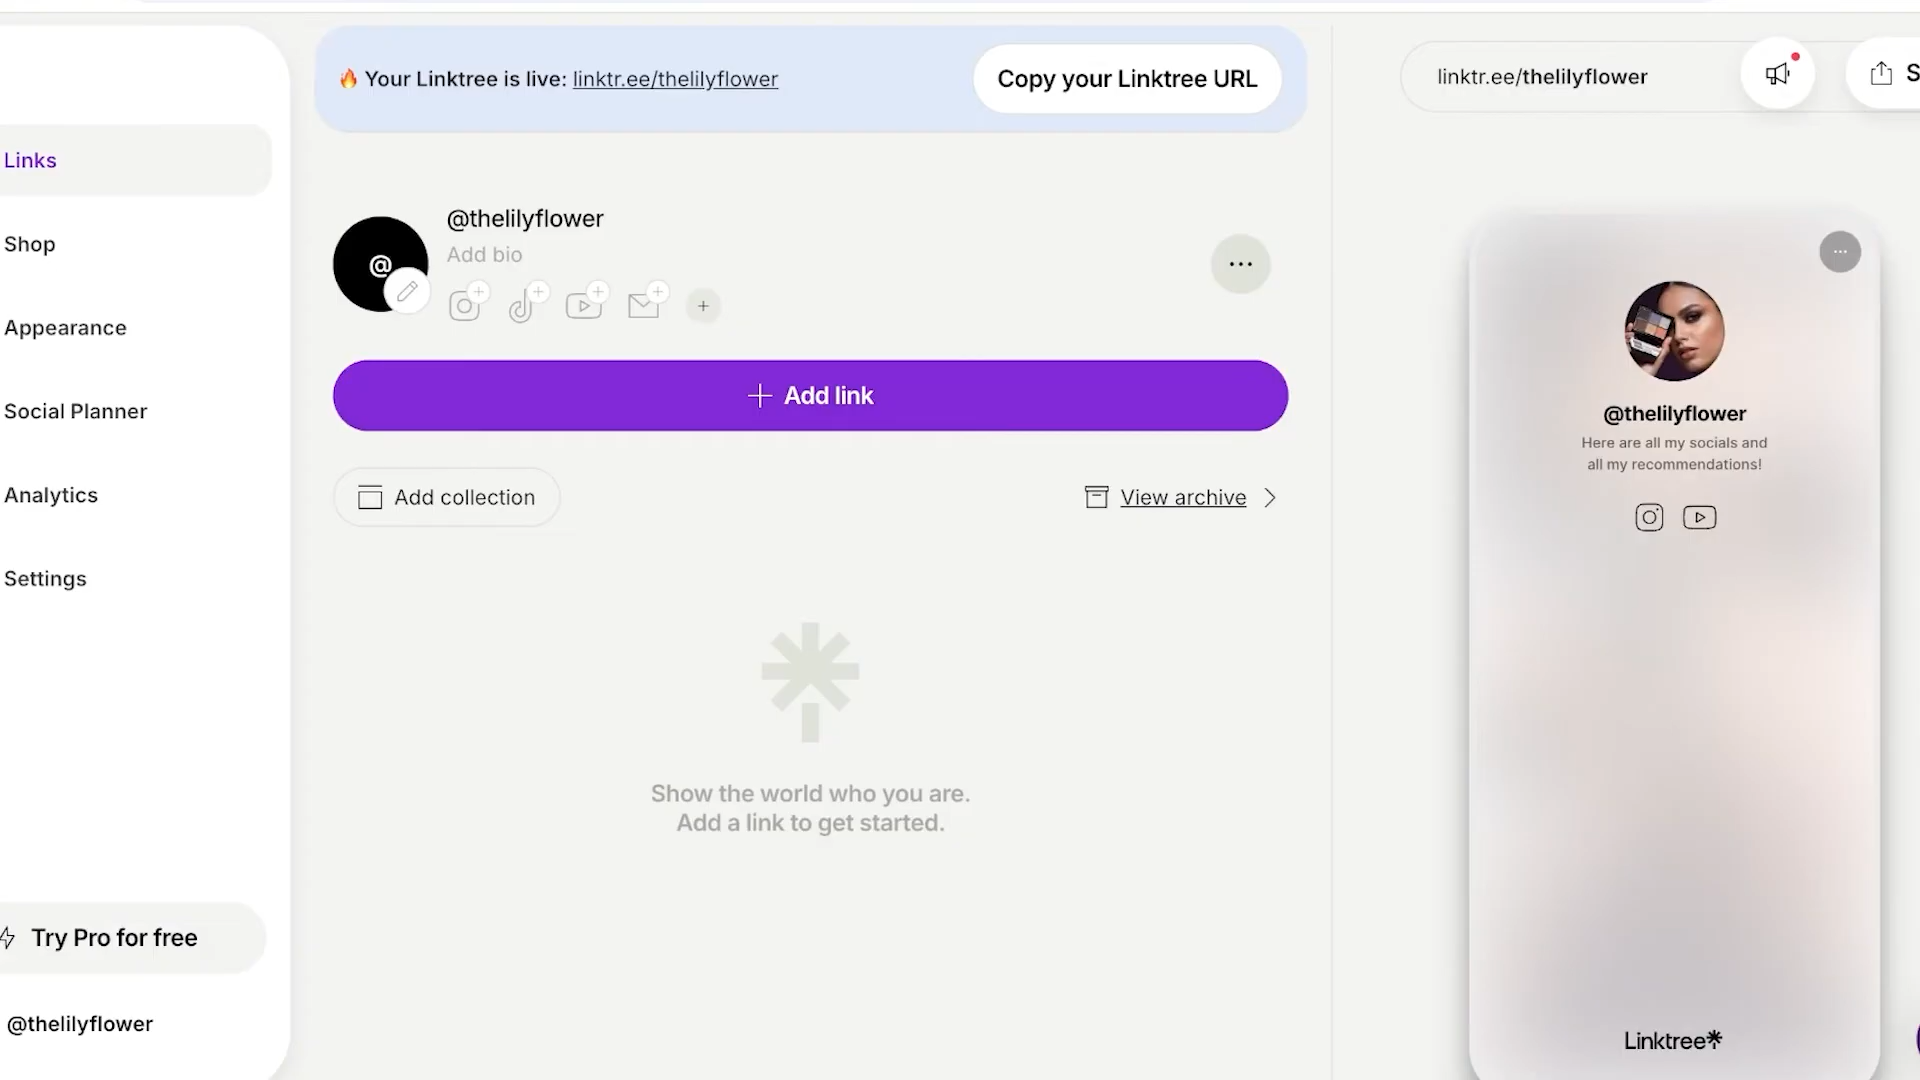 🔥 Your Linktree is live: linktr.ee/thelilyflower
Copy your Linktree URL
linktr.ee/thelilyflower
S
Links
Shop
Appearance
Social Planner
Analytics
Settings
Try Pro for free
@thelilyflower
@
@thelilyflower
Add bio
+ Add link
Add collection
View archive
Show the world who you are.
Add a link to get started.
@thelilyflower
Here are all my socials and
all my recommendations!
Linktree